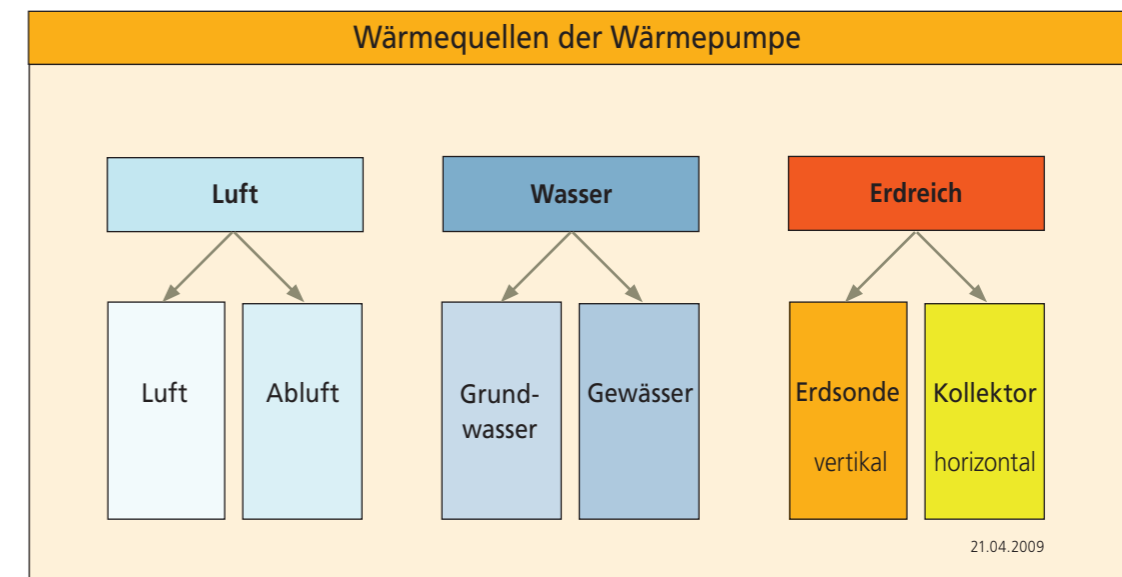 Wärmequellen der Wärmepumpe
Luft
Wasser
Erdreich
Luft
Abluft
Grund-
wasser
Gewässer
Erdsonde
vertikal
Kollektor
horizontal
21.04.2009